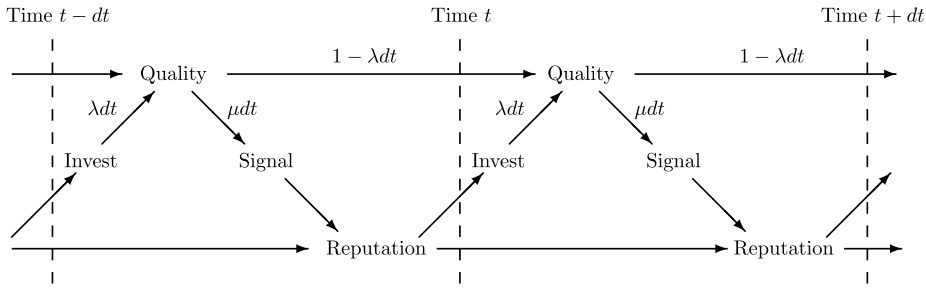 Time t − dt Time t Time t + dt
1 − λdt 1 − λdt
Quality Quality
λdt μdt λdt μdt
Invest Signal Invest Signal
Reputation Reputation